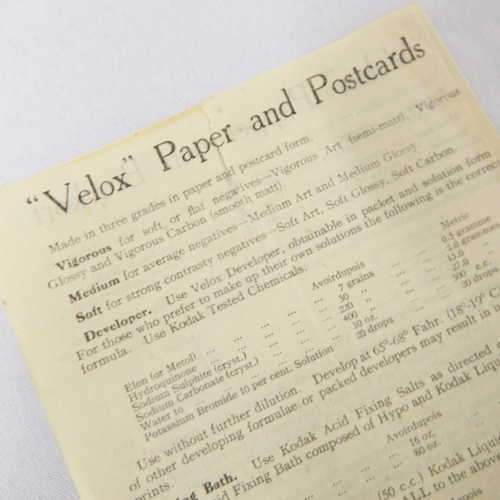 "Velox" Paper and Postcards
Made in three grades in paper and postcard form.
Vigorous for soft or flat negatives—Vigorous Art (semi-matt), Vigorous
Glossy and Vigorous Carbon (smooth matt).
Medium for average negatives—Medium Art and Medium Glossy.
Soft for strong contrasty negatives—Soft Art, Soft Glossy, Soft Carbon.
Developer. Use Velox Developer, obtainable in packet and solution form.
For those who prefer to make up their own solutions the following is the correct
formula. Use Kodak Tested Chemicals.
Avoirdupois Metric
Elon (or Metol) ... ... ... 7 grains ... ... 0.5 gramme
Hydroquinone ... ... ... 30 " ... ... 2.0 grammes
Sodium Sulphite (cryst.) ... ... 220 " ... ... 15.0 "
Sodium Carbonate (cryst.) ... ... 400 " ... ... 27.0 "
Water to ... ... ... 10 oz. ... ... 300 c.c.
Potassium Bromide 10 per cent. Solution 20 drops ... 20 drops
Use without further dilution. Develop at 65°-68° Fahr. (18°-19° C
of other developing formulae or packed developers may result in
prints.
ng Bath. Use Kodak Acid Fixing Salts as directed
d Fixing Bath composed of Hypo and Kodak Liqu
Avoirdupois
... ... 16 oz.
... ... 80 oz.
(50 c.c.) Kodak Liqu
ALL to the above